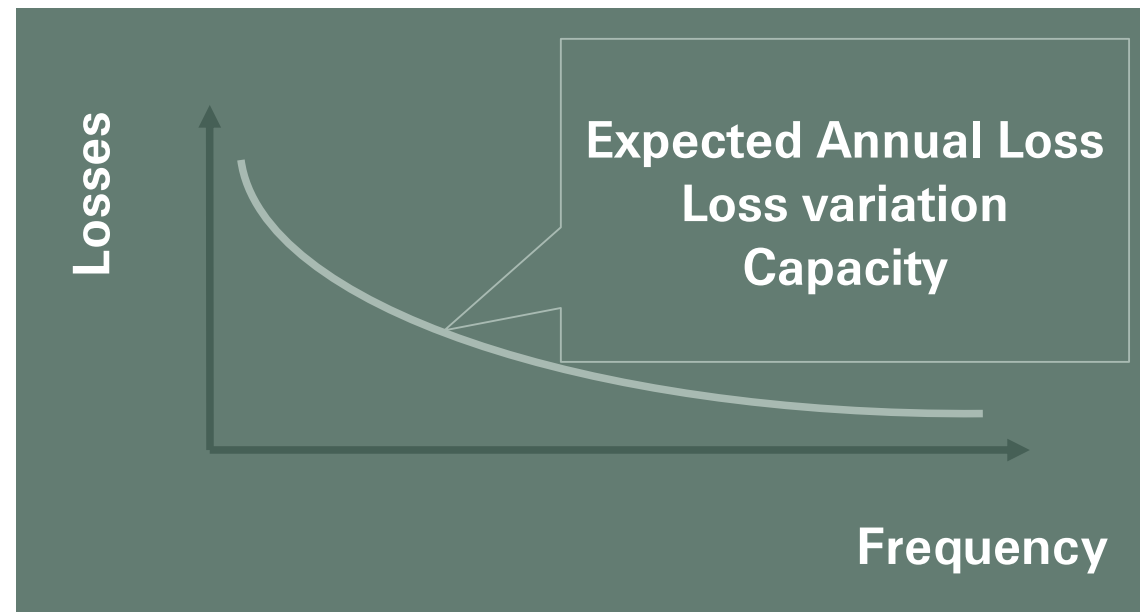 Losses
Expected Annual Loss
Loss variation
Capacity
Frequency